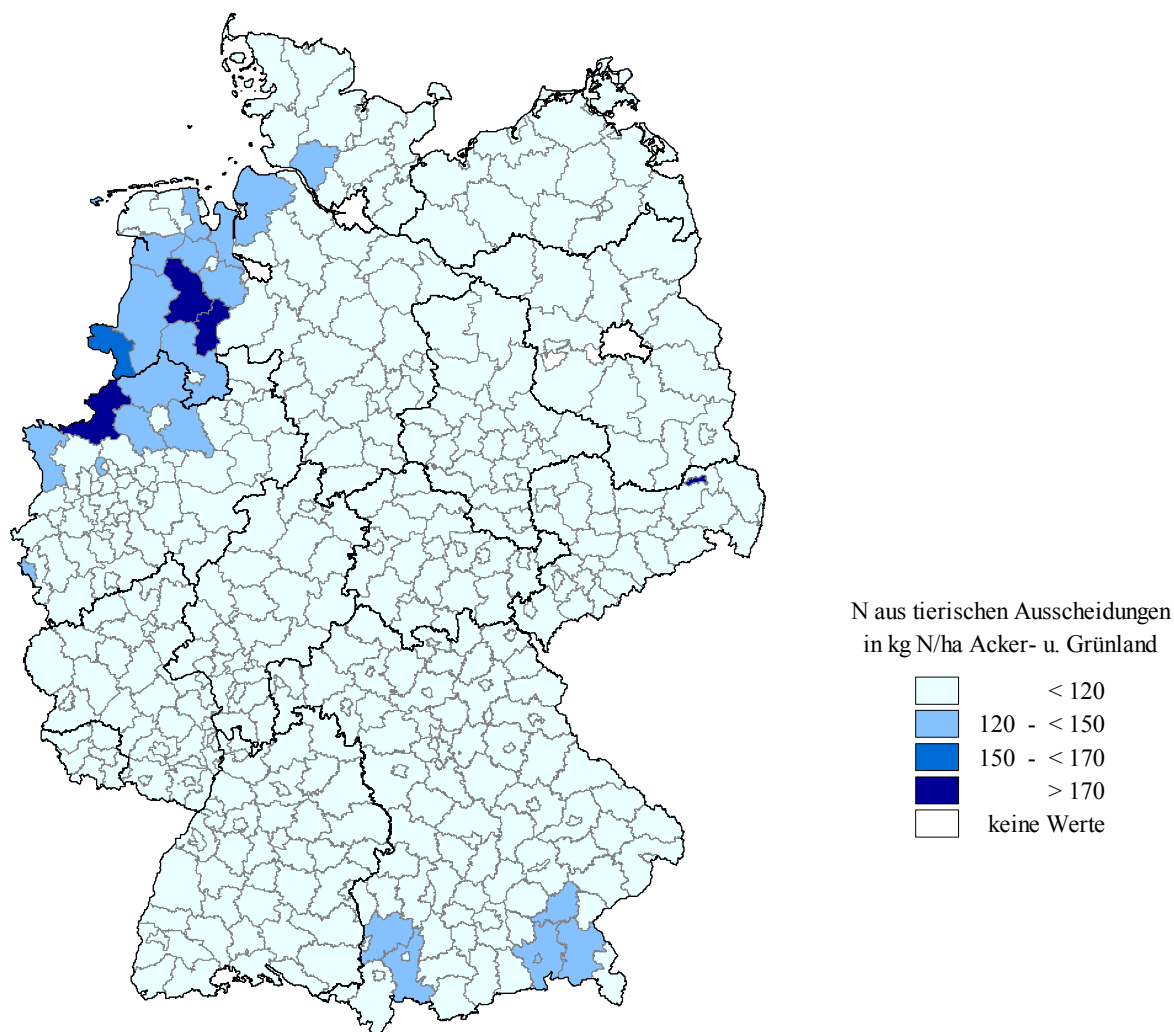 N aus tierischen Ausscheidungen
in kg N/ha Acker- u. Grünland
< 120
120 - < 150
150 - < 170
> 170
keine Werte